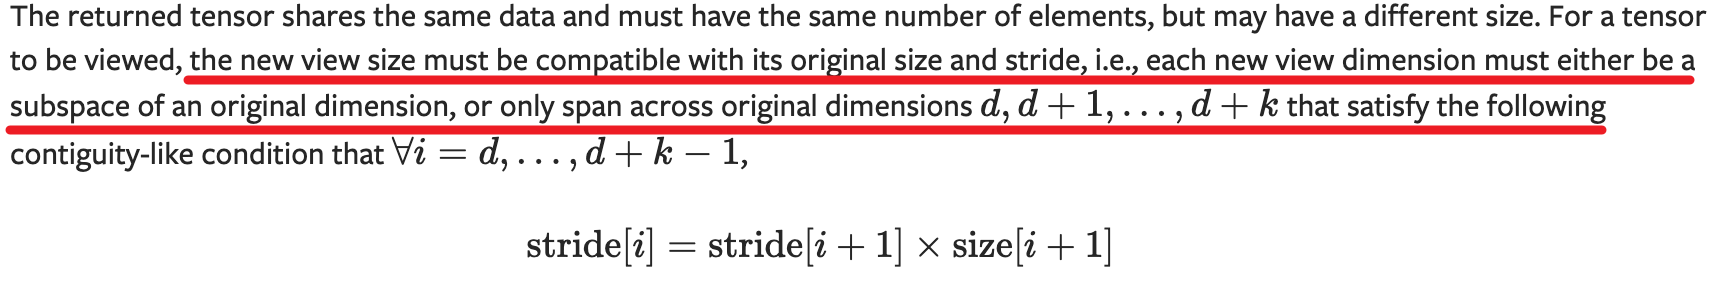 The returned tensor shares the same data and must have the same number of elements, but may have a different size. For a tensor
to be viewed, the new view size must be compatible with its original size and stride, i.e., each new view dimension must either be a
subspace of an original dimension, or only span across original dimensions d, d + 1, . . . , d + k that satisfy the following
contiguity-like condition that ∀i = d, . . . , d + k − 1,
stride[i] = stride[i + 1] × size[i + 1]